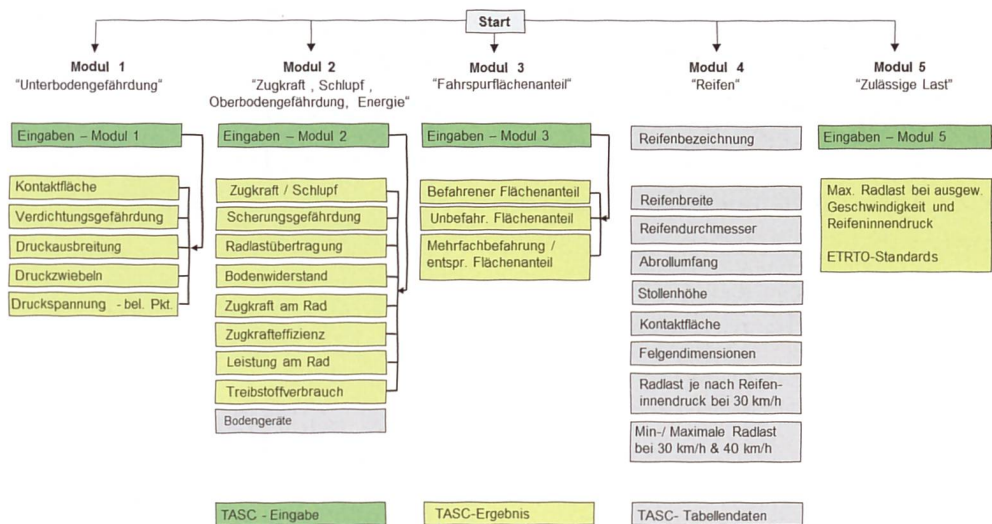 Start
Modul 1
"Unterbodengefährdung"
Modul 2
"Zugkraft , Schlupf ,
Oberbodengefährdung, Energie"
Modul 3
"Fahrspurflächenanteil"
Modul 4
"Reifen"
Modul 5
"Zulässige Last"
Eingaben – Modul 1
Kontaktfläche
Verdichtungsgefährdung
Druckausbreitung
Druckzwiebeln
Druckspannung - bel. Pkt.
Eingaben – Modul 2
Zugkraft / Schlupf
Scherungsgefährdung
Radlastübertragung
Bodenwiderstand
Zugkraft am Rad
Zugkrafteffizienz
Leistung am Rad
Treibstoffverbrauch
Bodengeräte
Eingaben – Modul 3
Befahrener Flächenanteil
Unbefahr. Flächenanteil
Mehrfachbefahrung /
entspr. Flächenanteil
Reifenbezeichnung
Reifenbreite
Reifendurchmesser
Abrollumfang
Stollenhöhe
Kontaktfläche
Felgendimensionen
Radlast je nach Reifen-
innendruck bei 30 km/h
Min-/ Maximale Radlast
bei 30 km/h & 40 km/h
Eingaben – Modul 5
Max. Radlast bei ausgew.
Geschwindigkeit und
Reifeninnendruck
ETRTO-Standards
TASC - Eingabe
TASC-Ergebnis
TASC- Tabellendaten